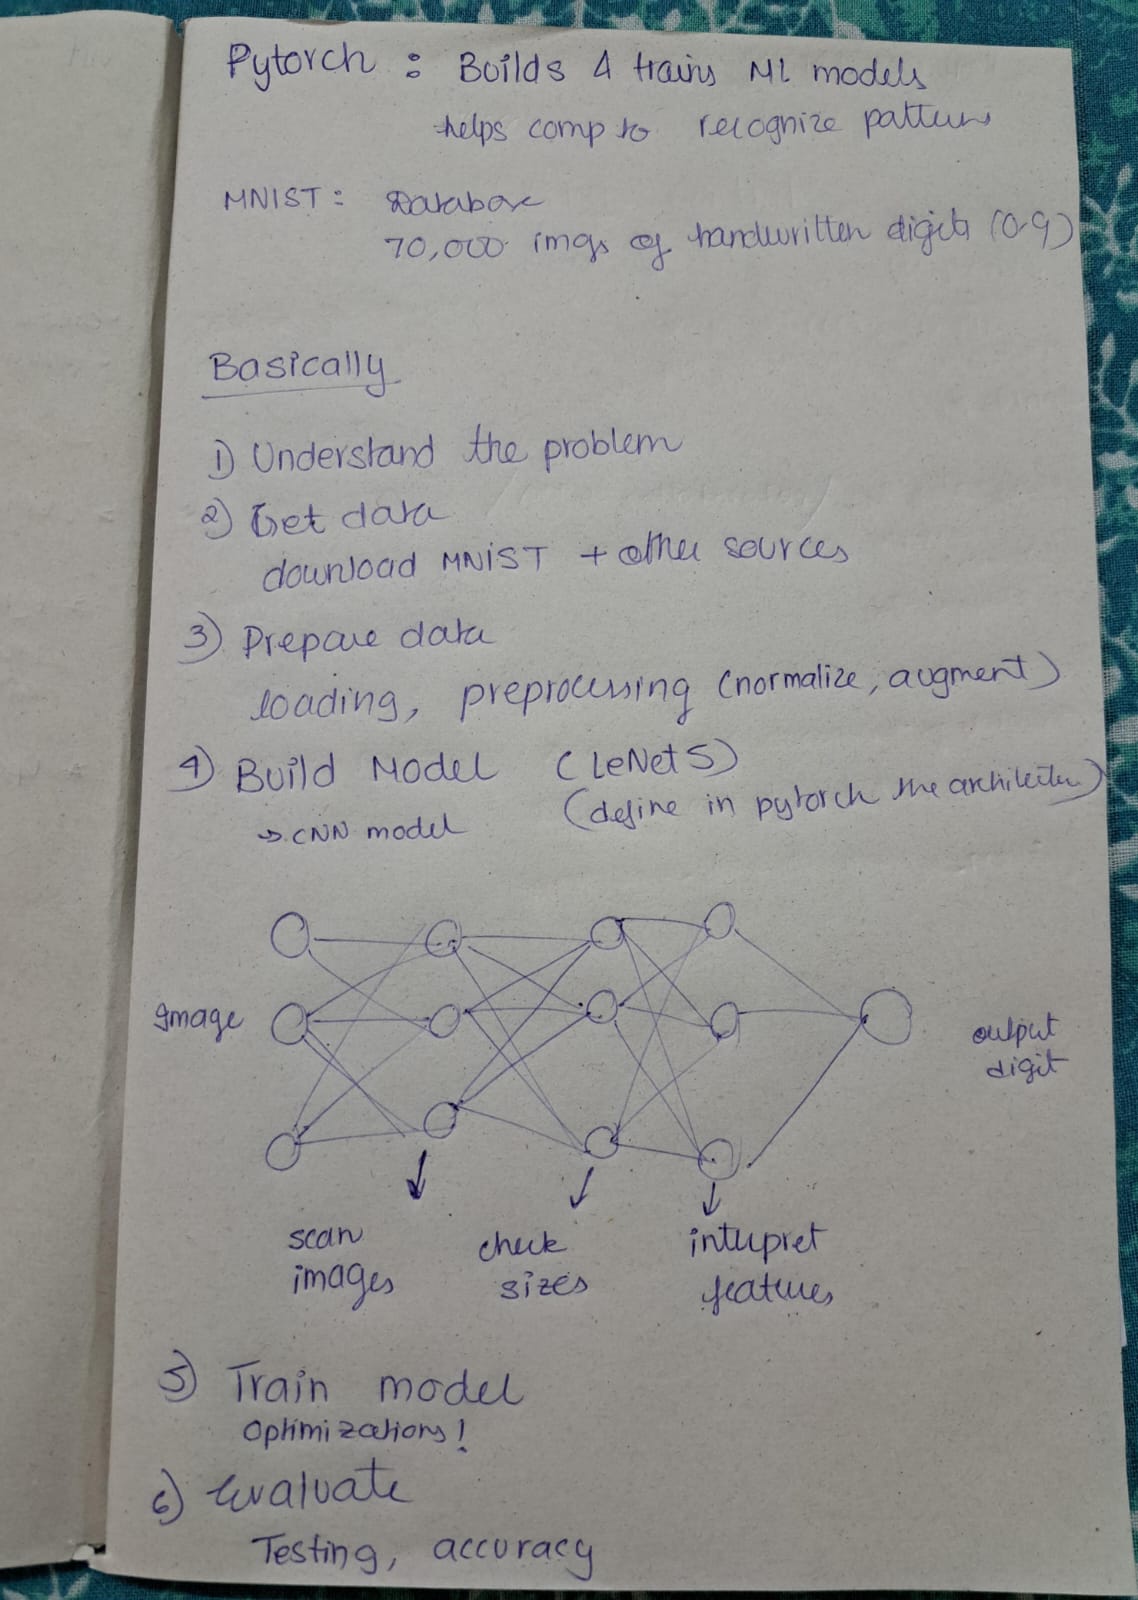 Pytorch : Builds & trains ML models
helps comp to recognize patterns
MNIST : Database
70,000 imgs of handwritten digits (0-9)
Basically
1) Understand the problem
2) Get data
download MNIST + other sources
3) Prepare data
loading, preprocessing (normalize, augment)
4) Build Model (LeNet 5)
(define in pytorch the architecture)
→ CNN model
Image
output
digit
scan
images
check
sizes
interpret
features
5) Train model
Optimizations!
6) Evaluate
Testing, accuracy